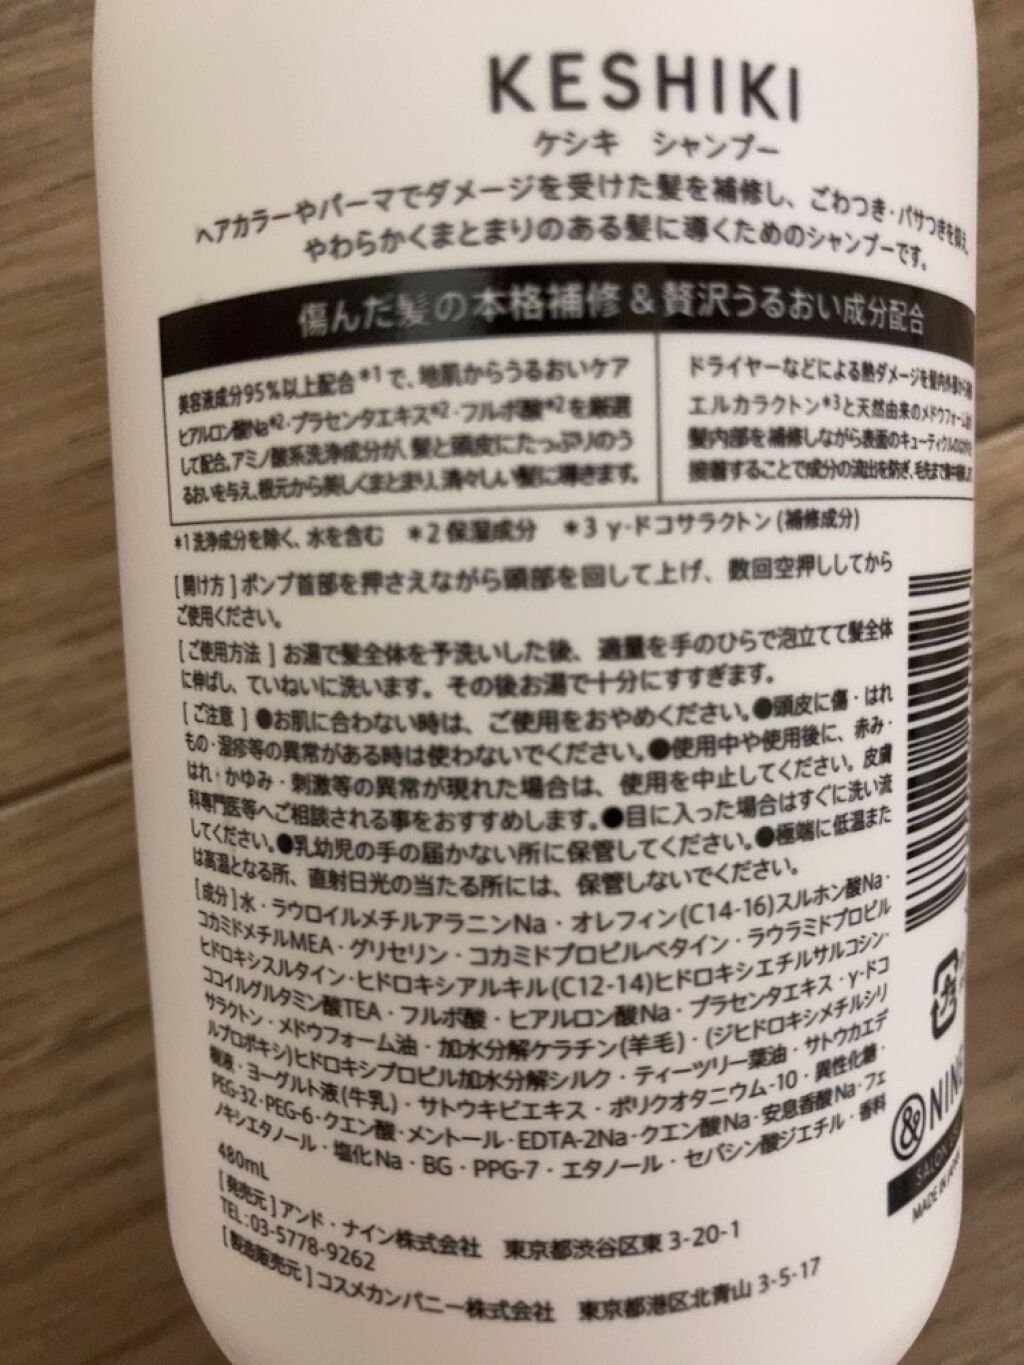 KESHIKI
ケシキ シャンプー
ヘアカラーやパーマでダメージを受けた髪を補修し、ごわつき・パサつきを抑え、
やわらかくまとまりのある髪に導くためのシャンプーです。
傷んだ髪の本格補修&贅沢うるおい成分配合
美容液成分95%以上配合*1で、地肌からうるおいケア
ヒアルロン酸Na*2・プラセンタエキス*2・フルボ酸*2を厳選
して配合。アミノ酸系洗浄成分が、髪と頭皮にたっぷりのう
るおいを与え、根元から美しくまとまり、清々しい髪に導きます。
ドライヤーなどによる熱ダメージを髪内外部から
エルカラクトン*3と天然由来のメドウフォーム
髪内部を補修しながら表面のキューティクルの
接着することで成分の流出を防ぎ、毛先まで
*1 洗浄成分を除く、水を含む *2 保湿成分 *3 γ-ドコサラクトン (補修成分)
[開け方]ポンプ首部を押さえながら頭部を回して上げ、数回空押ししてから
ご使用ください。
[ご使用方法]お湯で髪全体を予洗いした後、適量を手のひらで泡立てて髪全体
に伸ばし、ていねいに洗います。その後お湯で十分にすすぎます。
[ご注意]●お肌に合わない時は、ご使用をおやめください。●頭皮に傷・はれ
もの・湿疹等の異常がある時は使わないでください。●使用中や使用後に、赤み・
はれ・かゆみ・刺激等の異常が現れた場合は、使用を中止してください。皮膚
科専門医等へご相談される事をおすすめします。●目に入った場合はすぐに洗い流
してください。●乳幼児の手の届かない所に保管してください。●極端に低温また
は高温となる所、直射日光の当たる所には、保管しないでください。
[成分]水・ラウロイルメチルアラニンNa・オレフィン(C14-16)スルホン酸Na・
コカミドメチルMEA・グリセリン・コカミドプロピルベタイン・ラウラミドプロピル
ヒドロキシスルタイン・ヒドロキシアルキル(C12-14)ヒドロキシエチルサルコシン・
ココイルグルタミン酸TEA・フルボ酸・ヒアルロン酸Na・プラセンタエキス・γ-ドコ
サラクトン・メドウフォーム油・加水分解ケラチン(羊毛)・(ジヒドロキシメチルシリ
ルプロポキシ)ヒドロキシプロピル加水分解シルク・ティーツリー葉油・サトウカエデ
樹液・ヨーグルト液(牛乳)・サトウキビエキス・ポリクオタニウム-10・異性化糖・
PEG-32・PEG-6・クエン酸・メントール・EDTA-2Na・クエン酸Na・安息香酸Na・フェ
ノキシエタノール・塩化Na・BG・PPG-7・エタノール・セバシン酸ジエチル・香料
480mL
[発売元]アンド・ナイン株式会社 東京都渋谷区東 3-20-1
TEL:03-5778-9262
[製造販売元]コスメカンパニー株式会社 東京都港区北青山 3-5-17
プラ
&NINE
SALON
MADE IN